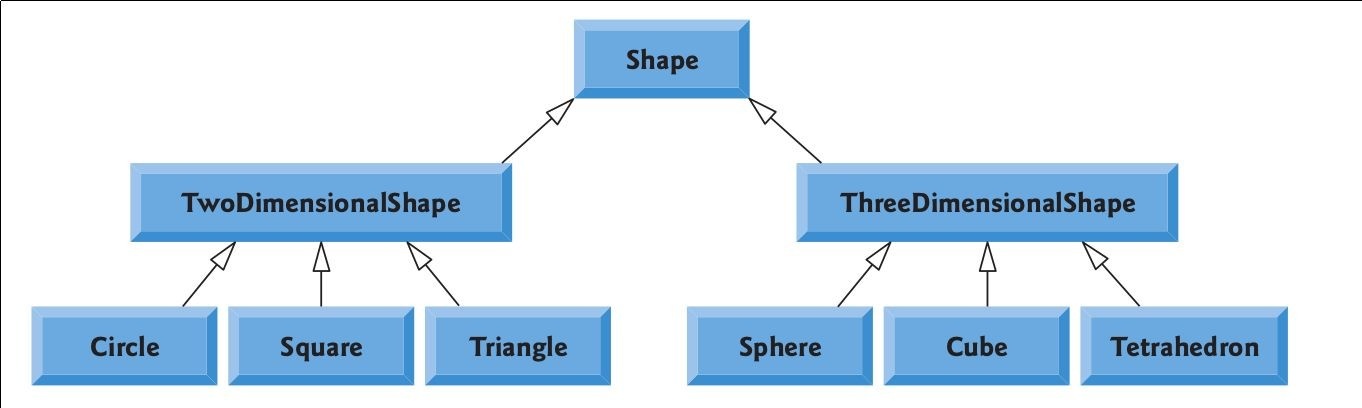 Shape
TwoDimensionalShape
ThreeDimensionalShape
Circle
Square
Triangle
Sphere
Cube
Tetrahedron